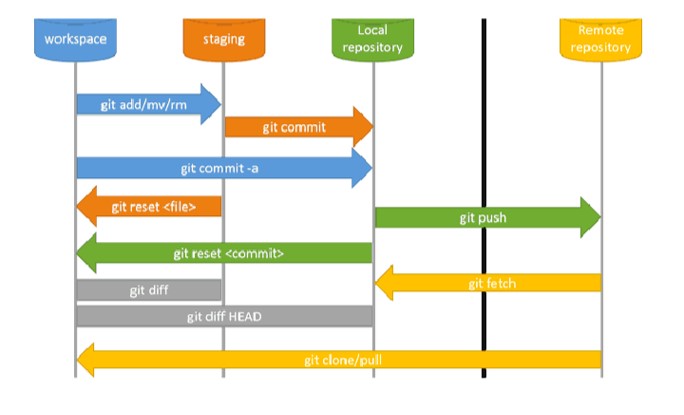 workspace
staging
Local
repository
Remote
repository
git add/mv/rm
git commit
git commit -a
git reset <file>
git push
git reset <commit>
git fetch
git diff
git diff HEAD
git clone/pull